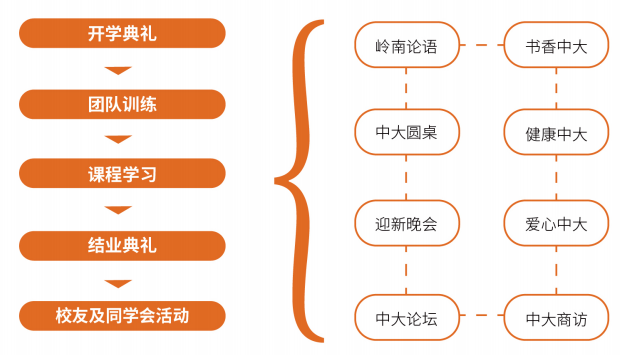 开学典礼
团队训练
课程学习
结业典礼
校友及同学会活动
岭南论语
书香中大
中大圆桌
健康中大
迎新晚会
爱心中大
中大论坛
中大商访